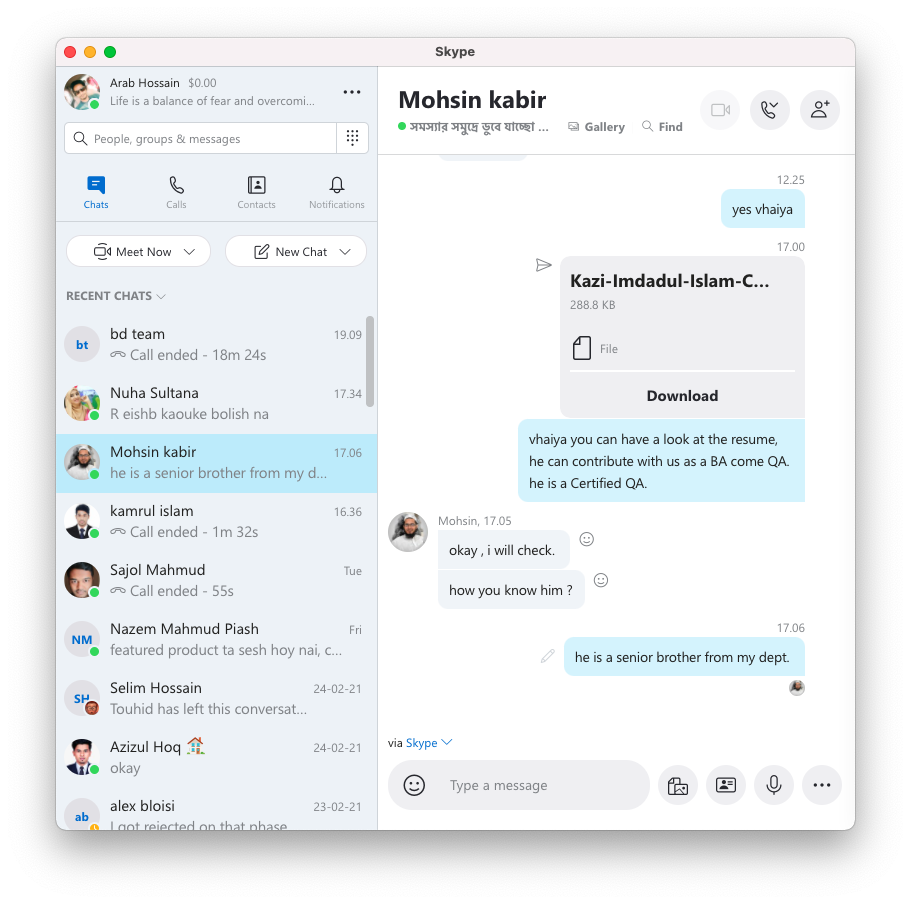 Skype
Arab Hossain $0.00
Life is a balance of fear and overcomi...
People, groups & messages
Chats
Calls
Contacts
Notifications
Meet Now
New Chat
RECENT CHATS
bt
bd team 19.09
Call ended - 18m 24s
Nuha Sultana 17.34
R eishb kaouke bolish na
Mohsin kabir 17.06
he is a senior brother from my d...
kamrul islam 16.36
Call ended - 1m 32s
Sajol Mahmud Tue
Call ended - 55s
NM
Nazem Mahmud Piash Fri
featured product ta sesh hoy nai, c...
SH
Selim Hossain 24-02-21
Touhid has left this conversat...
Azizul Hoq 24-02-21
okay
ab
alex bloisi 23-02-21
I got rejected on that phase
Mohsin kabir
সমস্যার সমুদ্রে ডুবে যাচ্ছো ...
Gallery
Find
12.25
yes vhaiya
17.00
Kazi-Imdadul-Islam-C...
288.8 KB
File
Download
vhaiya you can have a look at the resume,
he can contribute with us as a BA come QA.
he is a Certified QA.
Mohsin, 17.05
okay , i will check.
how you know him ?
17.06
he is a senior brother from my dept.
via Skype
Type a message